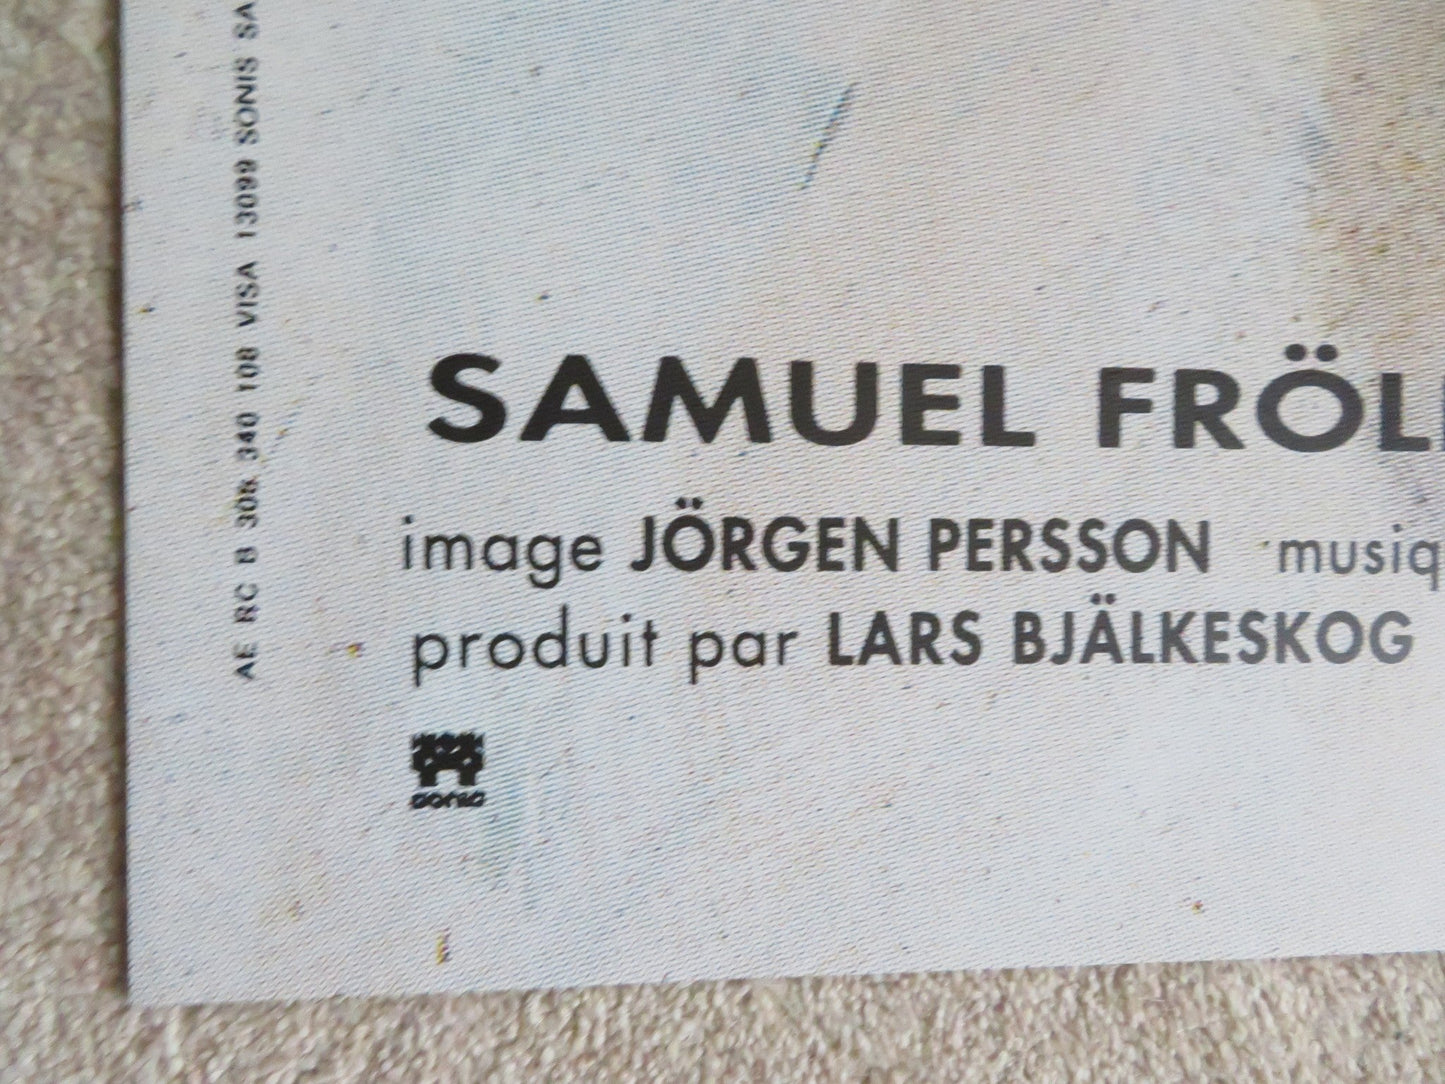 AE RC B 308 340 108 VISA 13099 SONIS SA
SAMUEL FRÖL
image JÖRGEN PERSSON musiq
produit par LARS BJÄLKESKOG
sonis